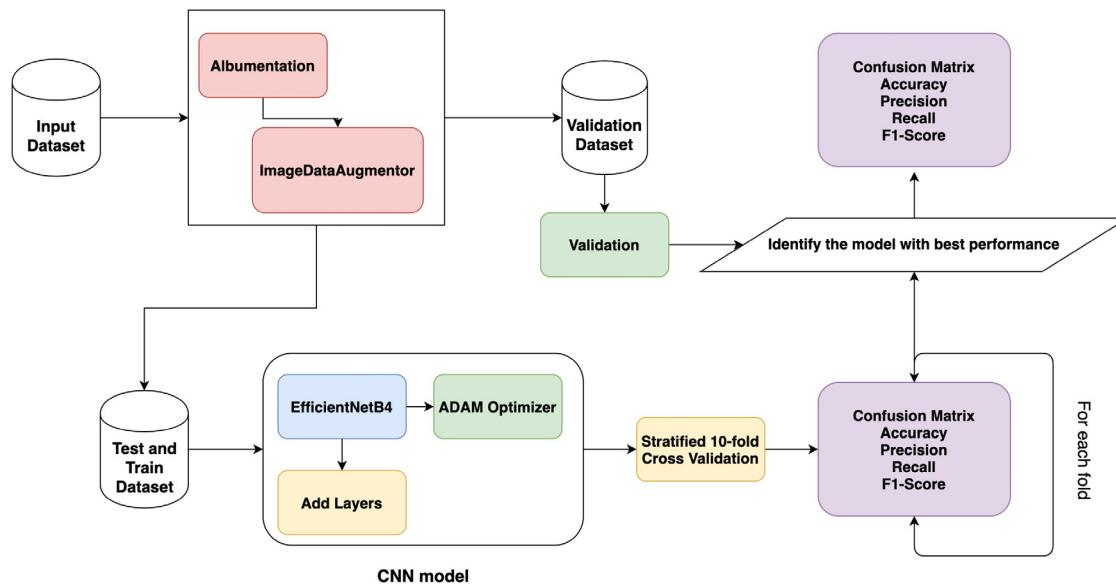 Input
Dataset
Albumentation
ImageDataAugmentor
Validation
Dataset
Validation
Confusion Matrix
Accuracy
Precision
Recall
F1-Score
Identify the model with best performance
Test and
Train
Dataset
EfficientNetB4
ADAM Optimizer
Add Layers
CNN model
Stratified 10-fold
Cross Validation
Confusion Matrix
Accuracy
Precision
Recall
F1-Score
For each fold